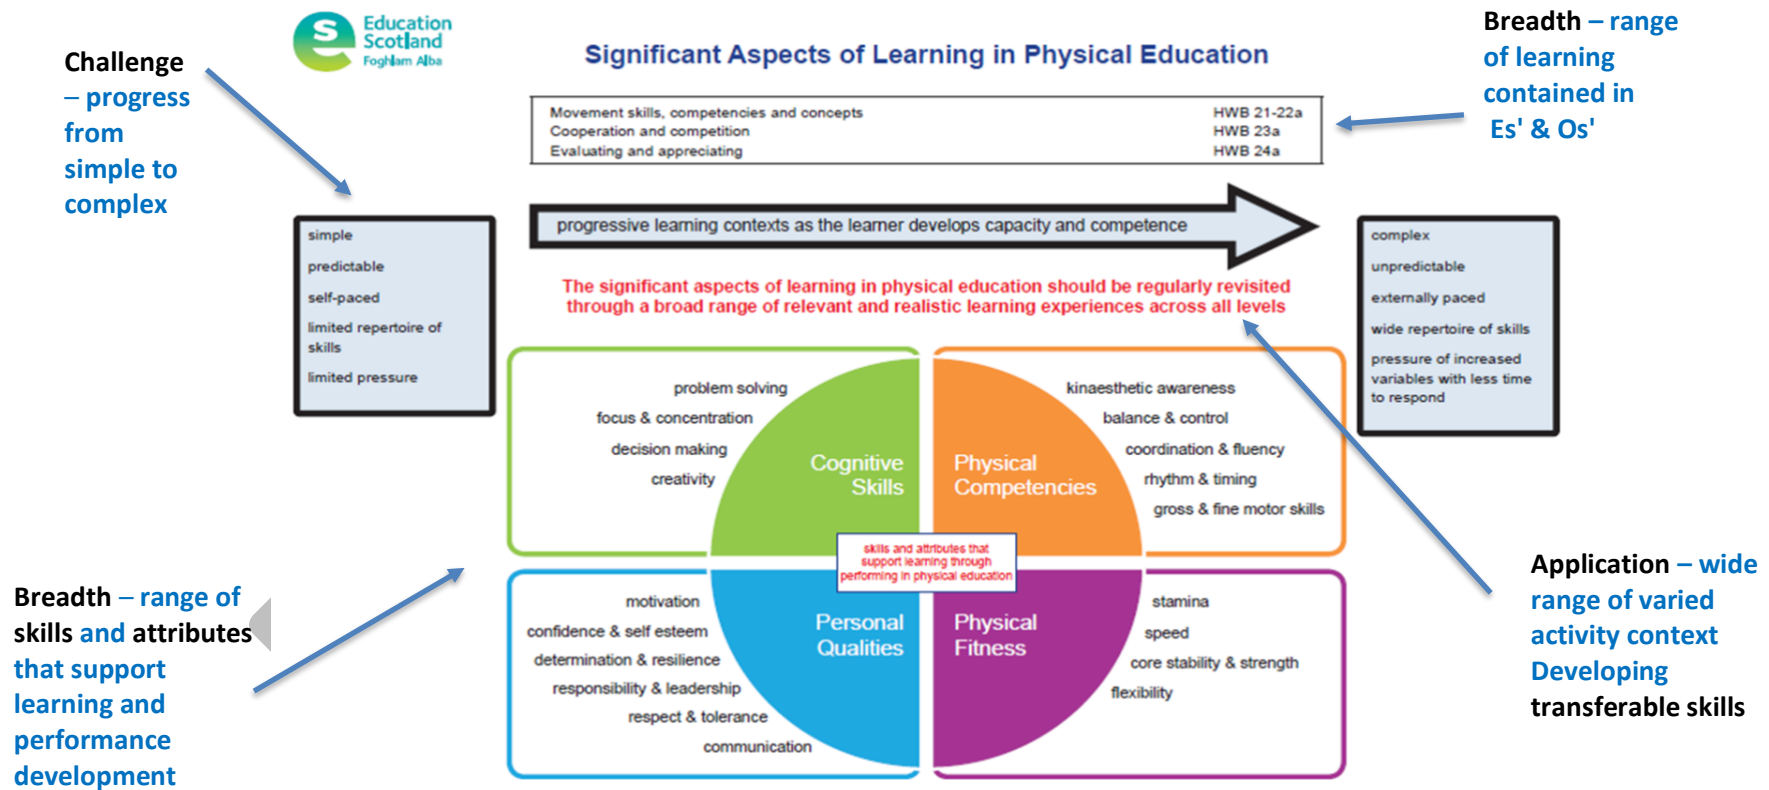 Education
Scotland
Foghlam Alba
Significant Aspects of Learning in Physical Education
Challenge
– progress
from
simple to
complex
Breadth – range
of learning
contained in
Es' & Os'
Movement skills, competencies and concepts HWB 21-22a
Cooperation and competition HWB 23a
Evaluating and appreciating HWB 24a
simple
predictable
self-paced
limited repertoire of
skills
limited pressure
progressive learning contexts as the learner develops capacity and competence
complex
unpredictable
externally paced
wide repertoire of skills
pressure of increased
variables with less time
to respond
The significant aspects of learning in physical education should be regularly revisited
through a broad range of relevant and realistic learning experiences across all levels
problem solving
focus & concentration
decision making
creativity
Cognitive
Skills
Physical
Competencies
kinaesthetic awareness
balance & control
coordination & fluency
rhythm & timing
gross & fine motor skills
skills and attributes that
support learning through
performing in physical education
Breadth – range of
skills and attributes
that support
learning and
performance
development
motivation
confidence & self esteem
determination & resilience
responsibility & leadership
respect & tolerance
communication
Personal
Qualities
Physical
Fitness
stamina
speed
core stability & strength
flexibility
Application – wide
range of varied
activity context
Developing
transferable skills